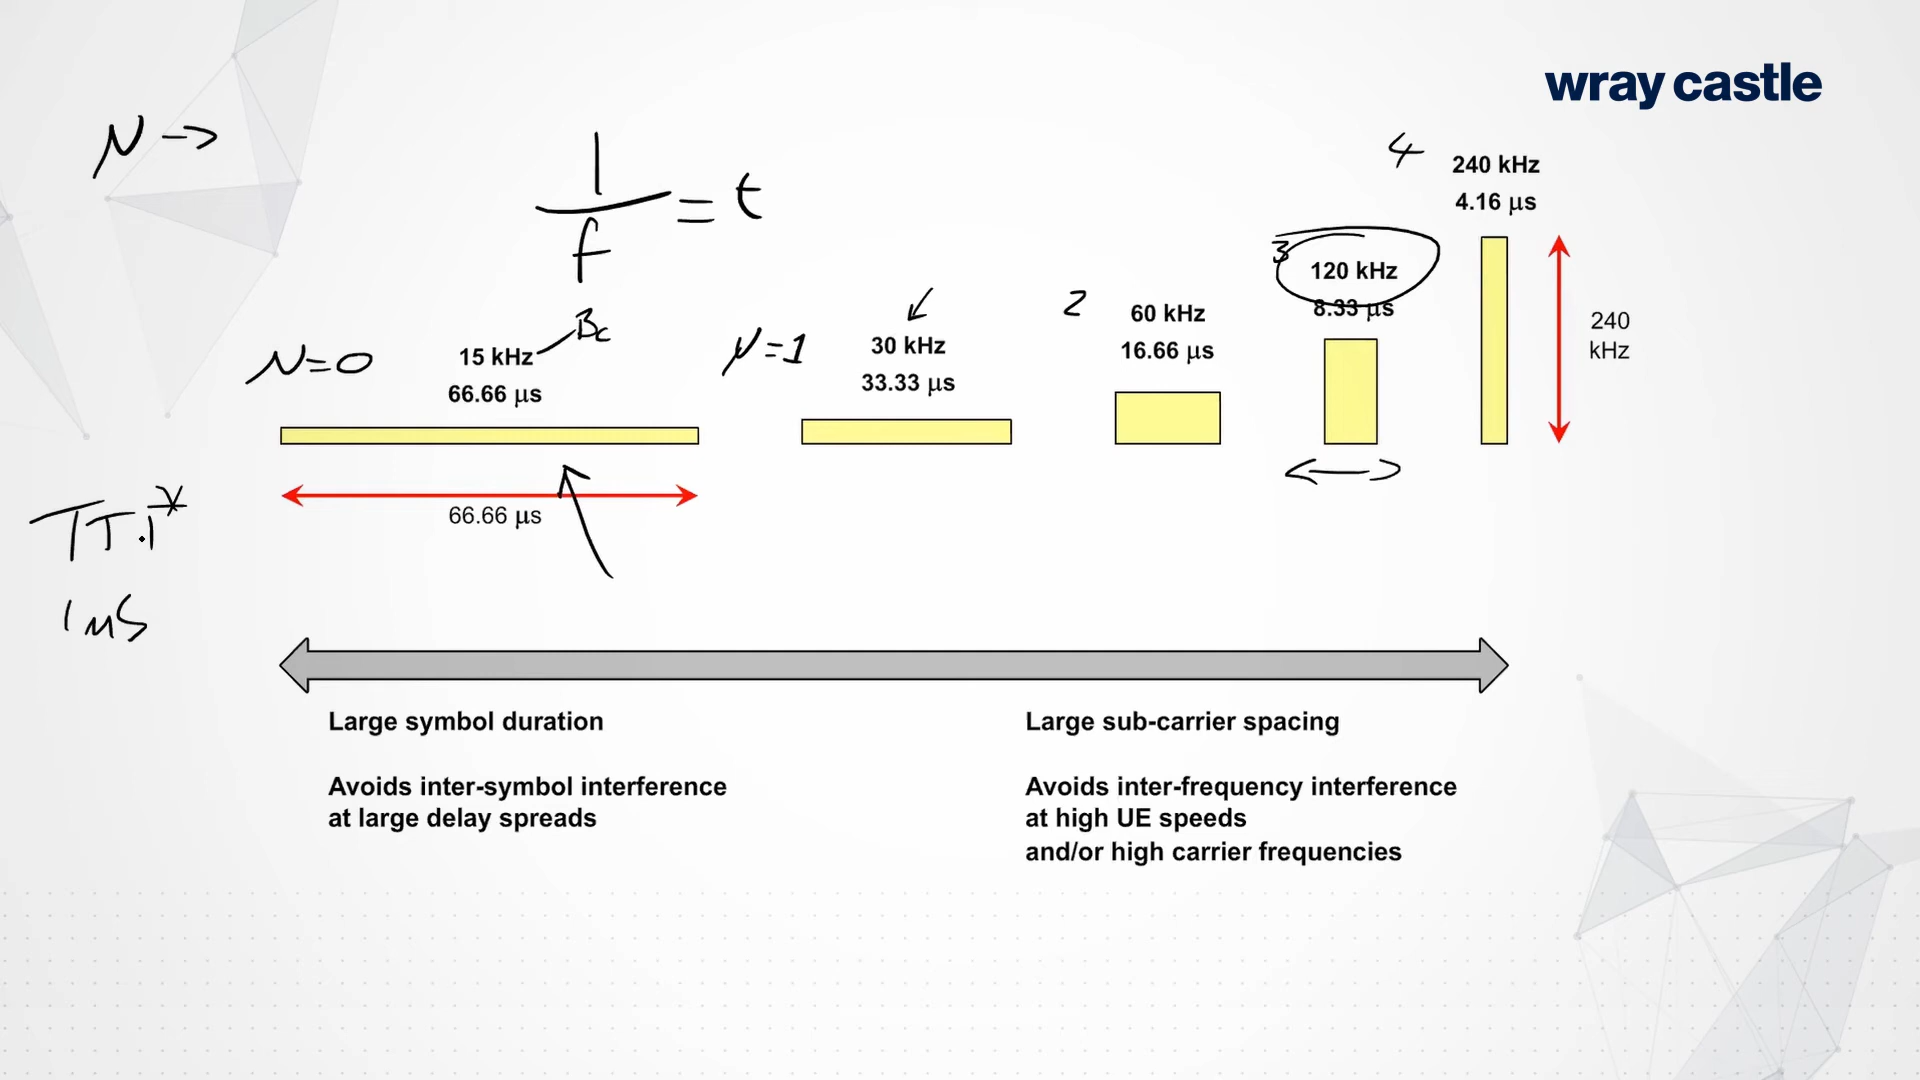 wray castle
μ ->
1/f = t
4
240 kHz
4.16 μs
3
120 kHz
8.33 μs
2
60 kHz
16.66 μs
μ=1
30 kHz
33.33 μs
μ=0
15 kHz
Bc
66.66 μs
240
kHz
66.66 μs
TTI*
1ms
Large symbol duration
Avoids inter-symbol interference
at large delay spreads
Large sub-carrier spacing
Avoids inter-frequency interference
at high UE speeds
and/or high carrier frequencies